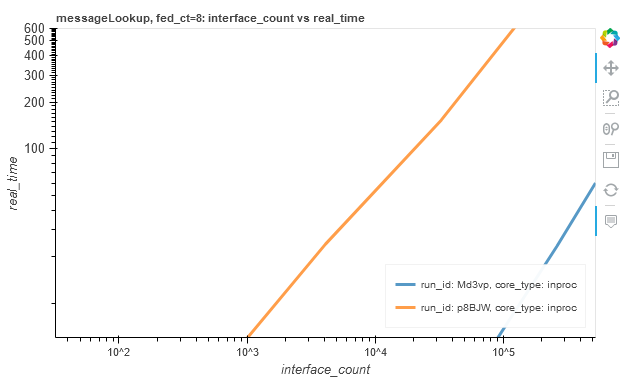 messageLookup, fed_ct=8: interface_count vs real_time
600
500
400
300
200
100
real_time
10^2
10^3
10^4
10^5
interface_count
run_id: Md3vp, core_type: inproc
run_id: p8BJW, core_type: inproc